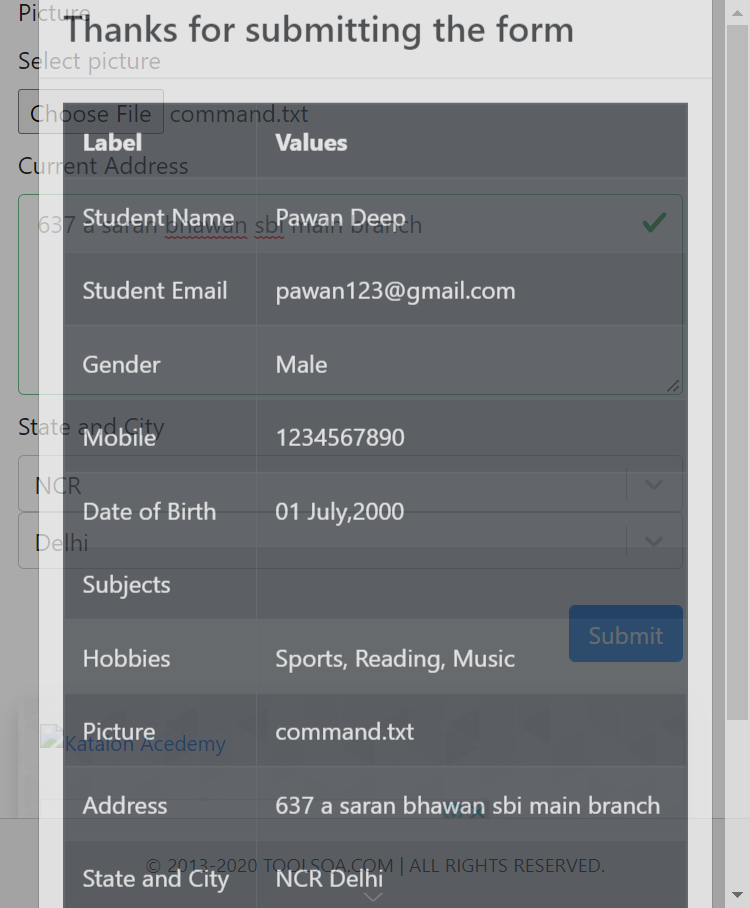 Picture
Thanks for submitting the form
Select picture
Choose File command.txt
Label Values
Current Address
Student Name Pawan Deep
637 a saran bhawan sbi main branch
Student Email pawan123@gmail.com
Gender Male
State and City
Mobile 1234567890
NCR
Date of Birth 01 July,2000
Delhi
Subjects
Submit
Hobbies Sports, Reading, Music
Picture command.txt
Katalon Acedemy
Address 637 a saran bhawan sbi main branch
© 2013-2020 TOOLSQA.COM | ALL RIGHTS RESERVED.
State and City NCR Delhi